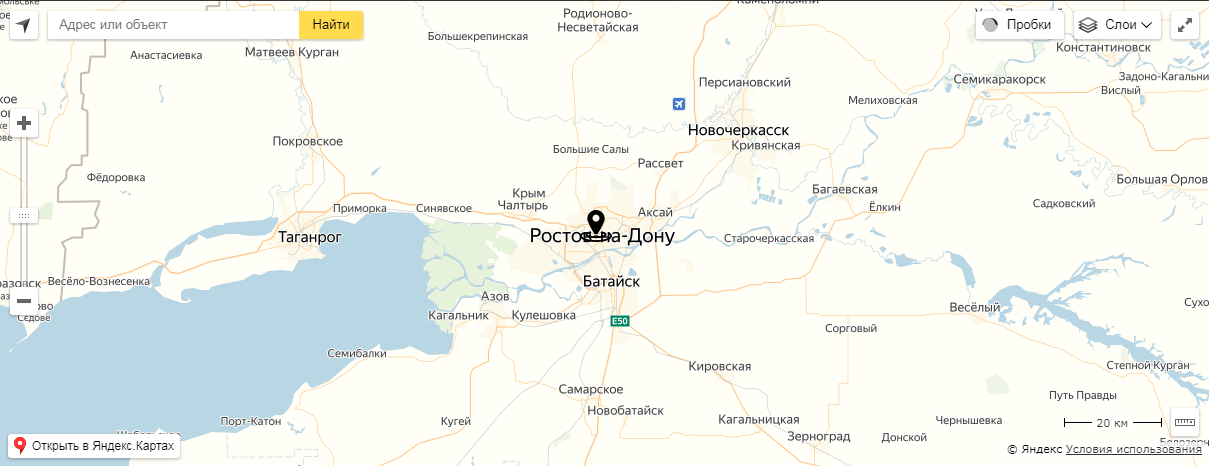 Адрес или объект
Найти
Пробки
Слои
Родионово-
Несветайская
Большекрепинская
Анастасиевка
Матвеев Курган
Константиновск
Семикаракорск
Задоно-Кагальни
Вислый
Персиановский
Мелиховская
Новочеркасск
Кривянская
Покровское
Большие Салы
Рассвет
Фёдоровка
Большая Орлов
Крым
Чалтырь
Багаевская
Ёлкин
Садковский
Приморка
Синявское
Аксай
Таганрог
Ростов-на-Дону
Старочеркасская
Весёло-Вознесенка
Батайск
Азов
Седове
Кагальник
Кулешовка
E50
Весёлый
Сухо
Сорговый
Семибалки
Кировская
Степной Курган
Самарское
Путь Правды
Порт-Катон
Кугей
Новобатайск
Кагальницкая
Чернышевка
20 км
Зерноград
Донской
Открыть в Яндекс.Картах
© Яндекс Условия использования